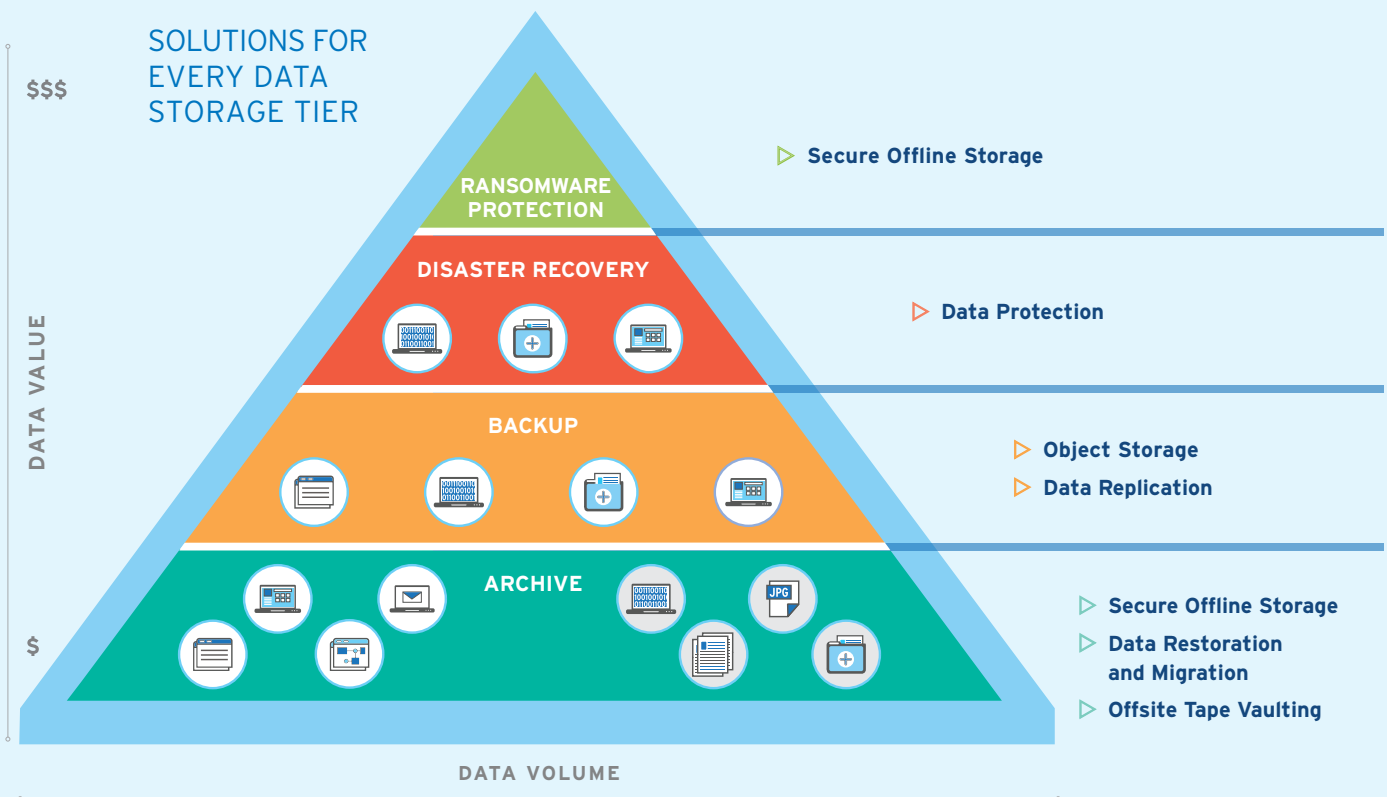 SOLUTIONS FOR
EVERY DATA
STORAGE TIER
$$$
DATA VALUE
$
RANSOMWARE
PROTECTION
Secure Offline Storage
DISASTER RECOVERY
Data Protection
BACKUP
Object Storage
Data Replication
ARCHIVE
JPG
Secure Offline Storage
Data Restoration
and Migration
Offsite Tape Vaulting
DATA VOLUME